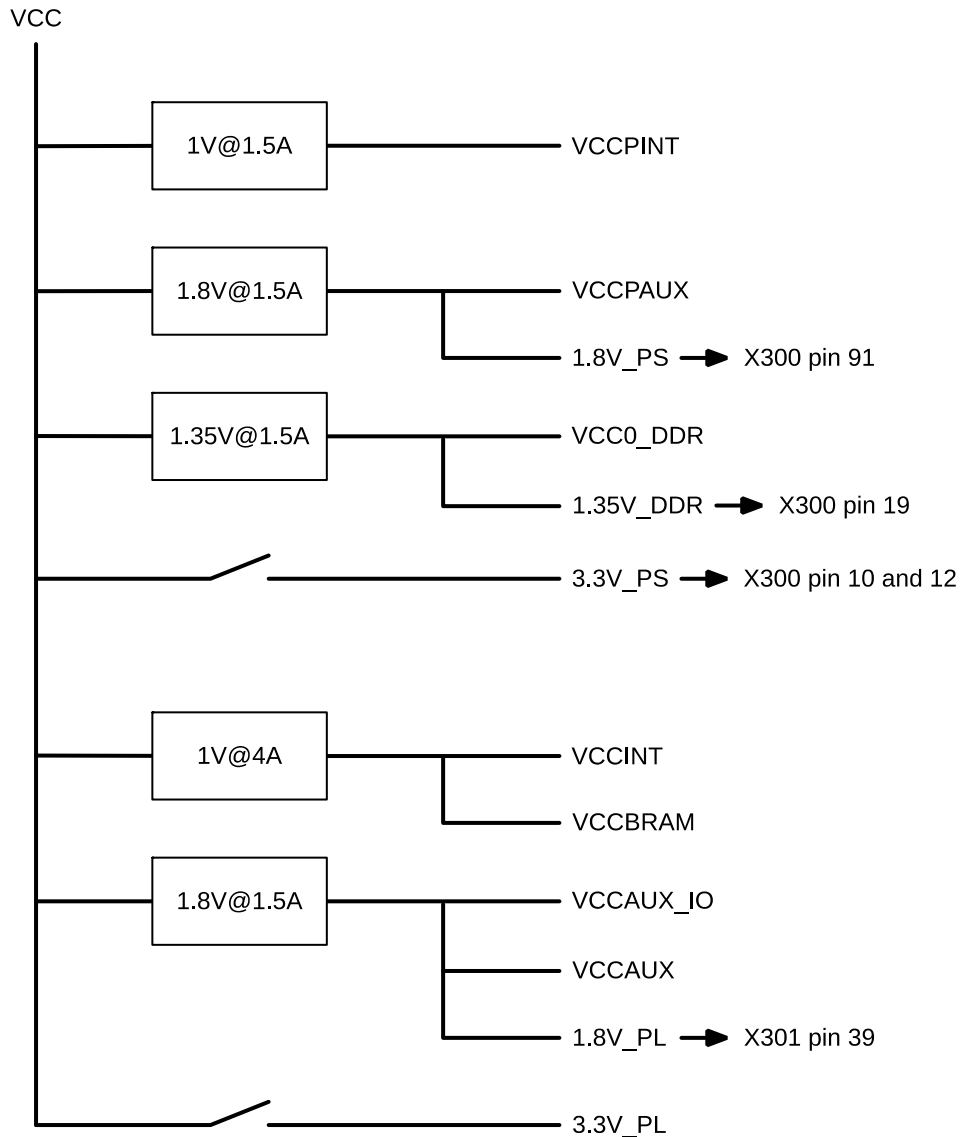 VCC
1V@1.5A
VCCPINT
1.8V@1.5A
VCCPAUX
1.8V_PS
X300 pin 91
1.35V@1.5A
VCC0_DDR
1.35V_DDR
X300 pin 19
3.3V_PS
X300 pin 10 and 12
1V@4A
VCCINT
VCCBRAM
1.8V@1.5A
VCCAUX_IO
VCCAUX
1.8V_PL
X301 pin 39
3.3V_PL